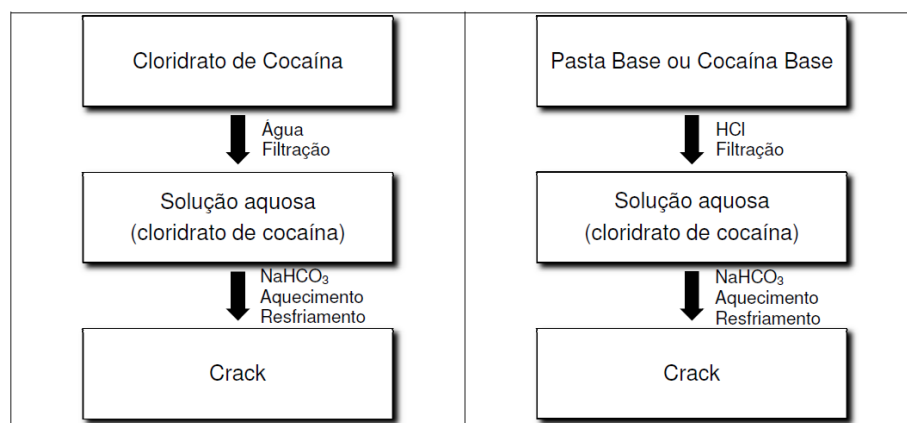 Cloridrato de Cocaína
Água
Filtração
Solução aquosa
(cloridrato de cocaína)
NaHCO₃
Aquecimento
Resfriamento
Crack
Pasta Base ou Cocaína Base
HCl
Filtração
Solução aquosa
(cloridrato de cocaína)
NaHCO₃
Aquecimento
Resfriamento
Crack